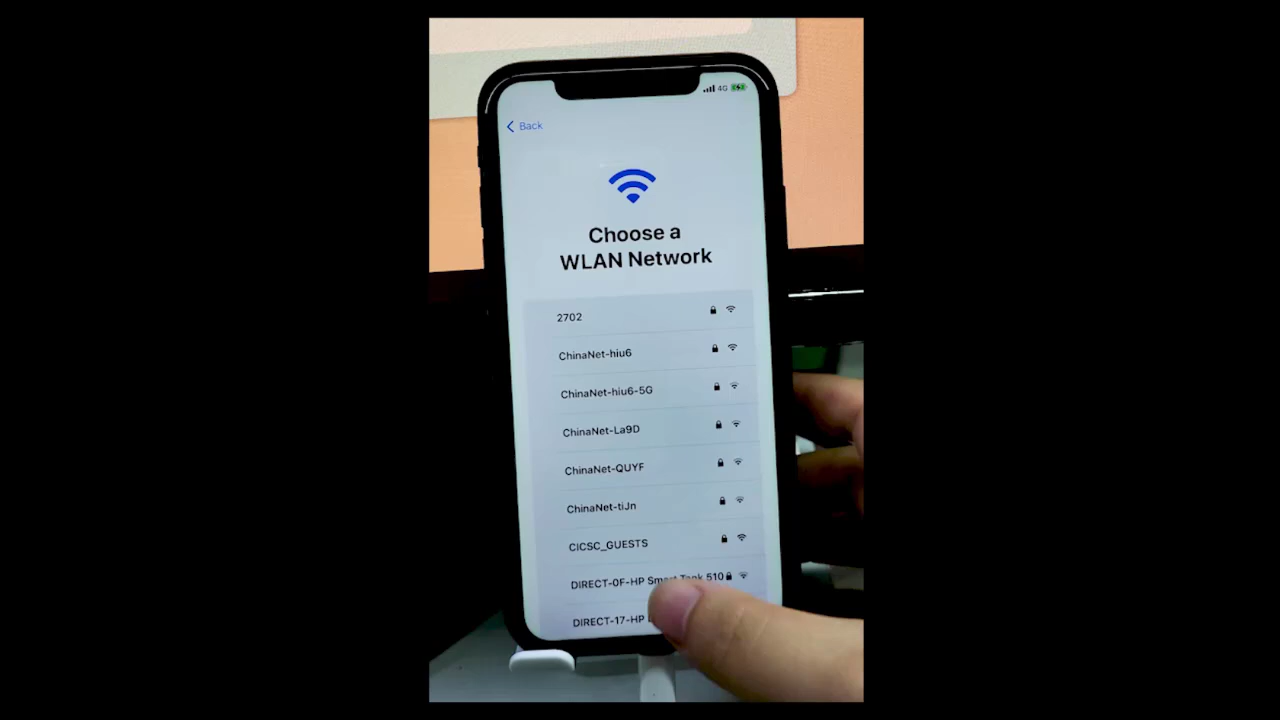 4G
Back
Choose a
WLAN Network
2702
ChinaNet-hiu6
ChinaNet-hiu6-5G
ChinaNet-La9D
ChinaNet-QUYF
ChinaNet-tiJn
CICSC_GUESTS
DIRECT-0F-HP Smart Tank 510
DIRECT-17-HP